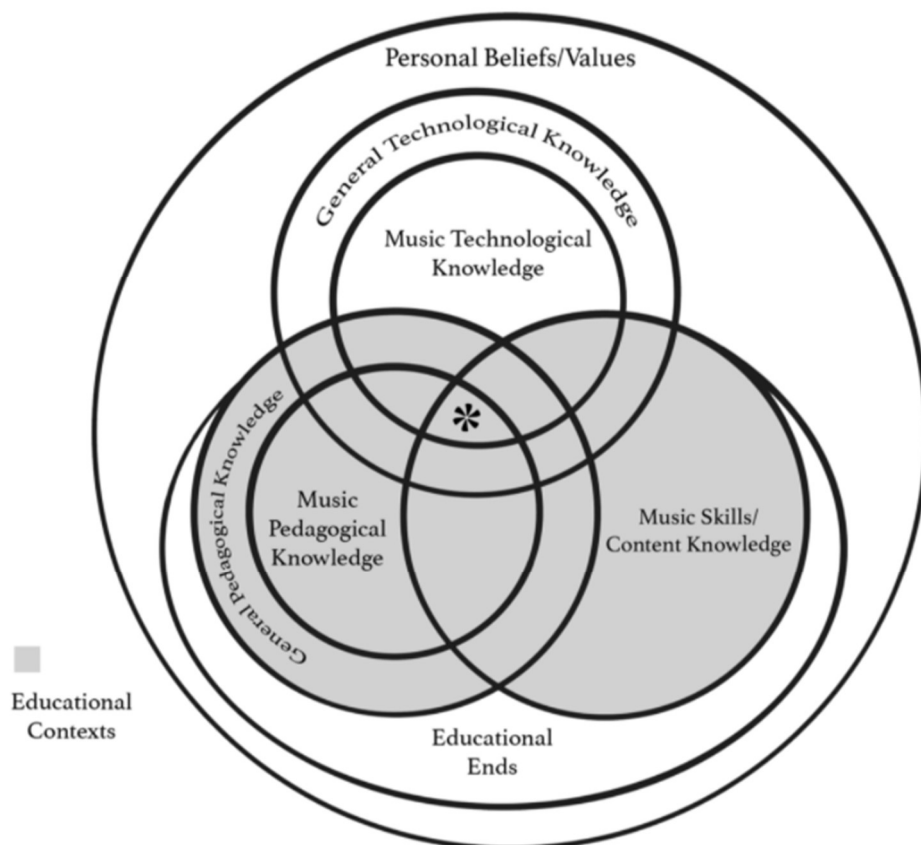 Personal Beliefs/Values
General Technological Knowledge
Music Technological
Knowledge
General Pedagogical Knowledge
Music
Pedagogical
Knowledge
Music Skills/
Content Knowledge
*
Educational
Contexts
Educational
Ends